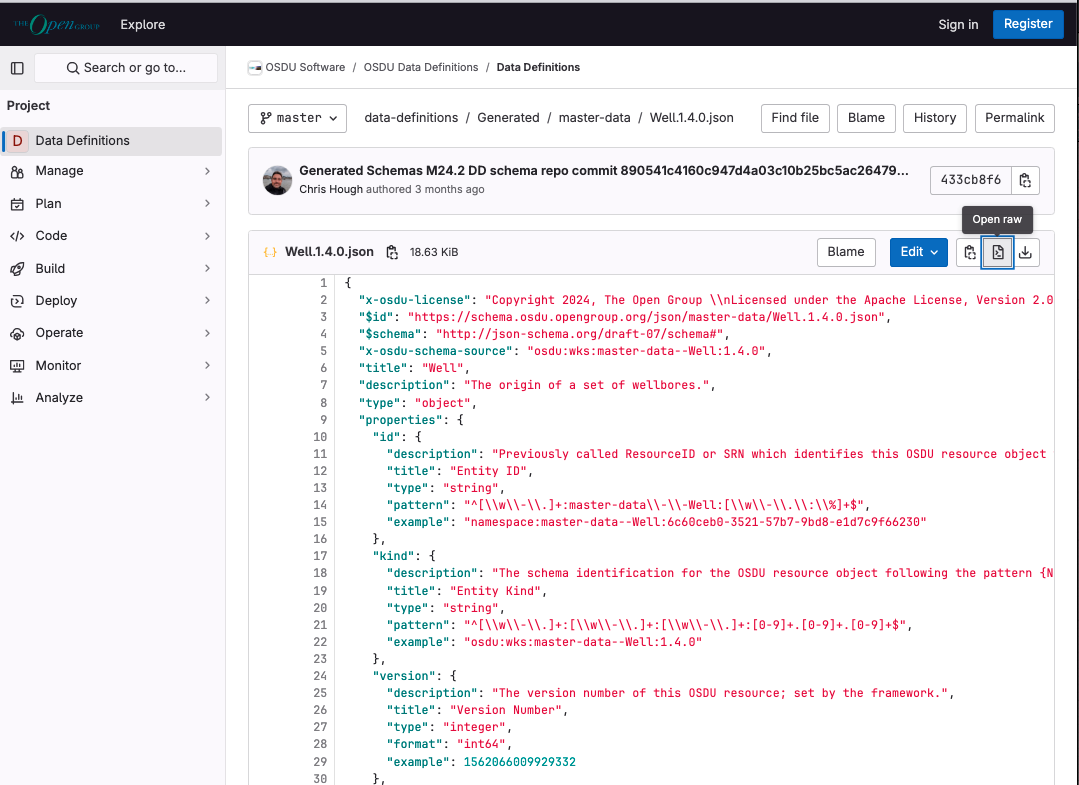 THE Open GROUP
Explore
Sign in
Register
Search or go to...
Project
D Data Definitions
Manage
Plan
Code
Build
Deploy
Operate
Monitor
Analyze
OSDU Software / OSDU Data Definitions / Data Definitions
master
data-definitions / Generated / master-data / Well.1.4.0.json
Find file
Blame
History
Permalink
Generated Schemas M24.2 DD schema repo commit 890541c4160c947d4a03c10b25bc5ac26479...
Chris Hough authored 3 months ago
433cb8f6
Open raw
{··} Well.1.4.0.json 18.63 KiB
Blame
Edit
1 {
2   "x-osdu-license": "Copyright 2024, The Open Group \\nLicensed under the Apache License, Version 2.0
3   "$id": "https://schema.osdu.opengroup.org/json/master-data/Well.1.4.0.json",
4   "$schema": "http://json-schema.org/draft-07/schema#",
5   "x-osdu-schema-source": "osdu:wks:master-data--Well:1.4.0",
6   "title": "Well",
7   "description": "The origin of a set of wellbores.",
8   "type": "object",
9   "properties": {
10     "id": {
11       "description": "Previously called ResourceID or SRN which identifies this OSDU resource object
12       "title": "Entity ID",
13       "type": "string",
14       "pattern": "^[\\w\\-\\.]+:master-data\\-\\-Well:[\\w\\-\\.\\:\\%]+$",
15       "example": "namespace:master-data--Well:6c60ceb0-3521-57b7-9bd8-e1d7c9f66230"
16     },
17     "kind": {
18       "description": "The schema identification for the OSDU resource object following the pattern {N
19       "title": "Entity Kind",
20       "type": "string",
21       "pattern": "^[\\w\\-\\.]+:[\\w\\-\\.]+:[\\w\\-\\.]+:[0-9]+.[0-9]+.[0-9]+$",
22       "example": "osdu:wks:master-data--Well:1.4.0"
23     },
24     "version": {
25       "description": "The version number of this OSDU resource; set by the framework.",
26       "title": "Version Number",
27       "type": "integer",
28       "format": "int64",
29       "example": 1562066009929332
30     },